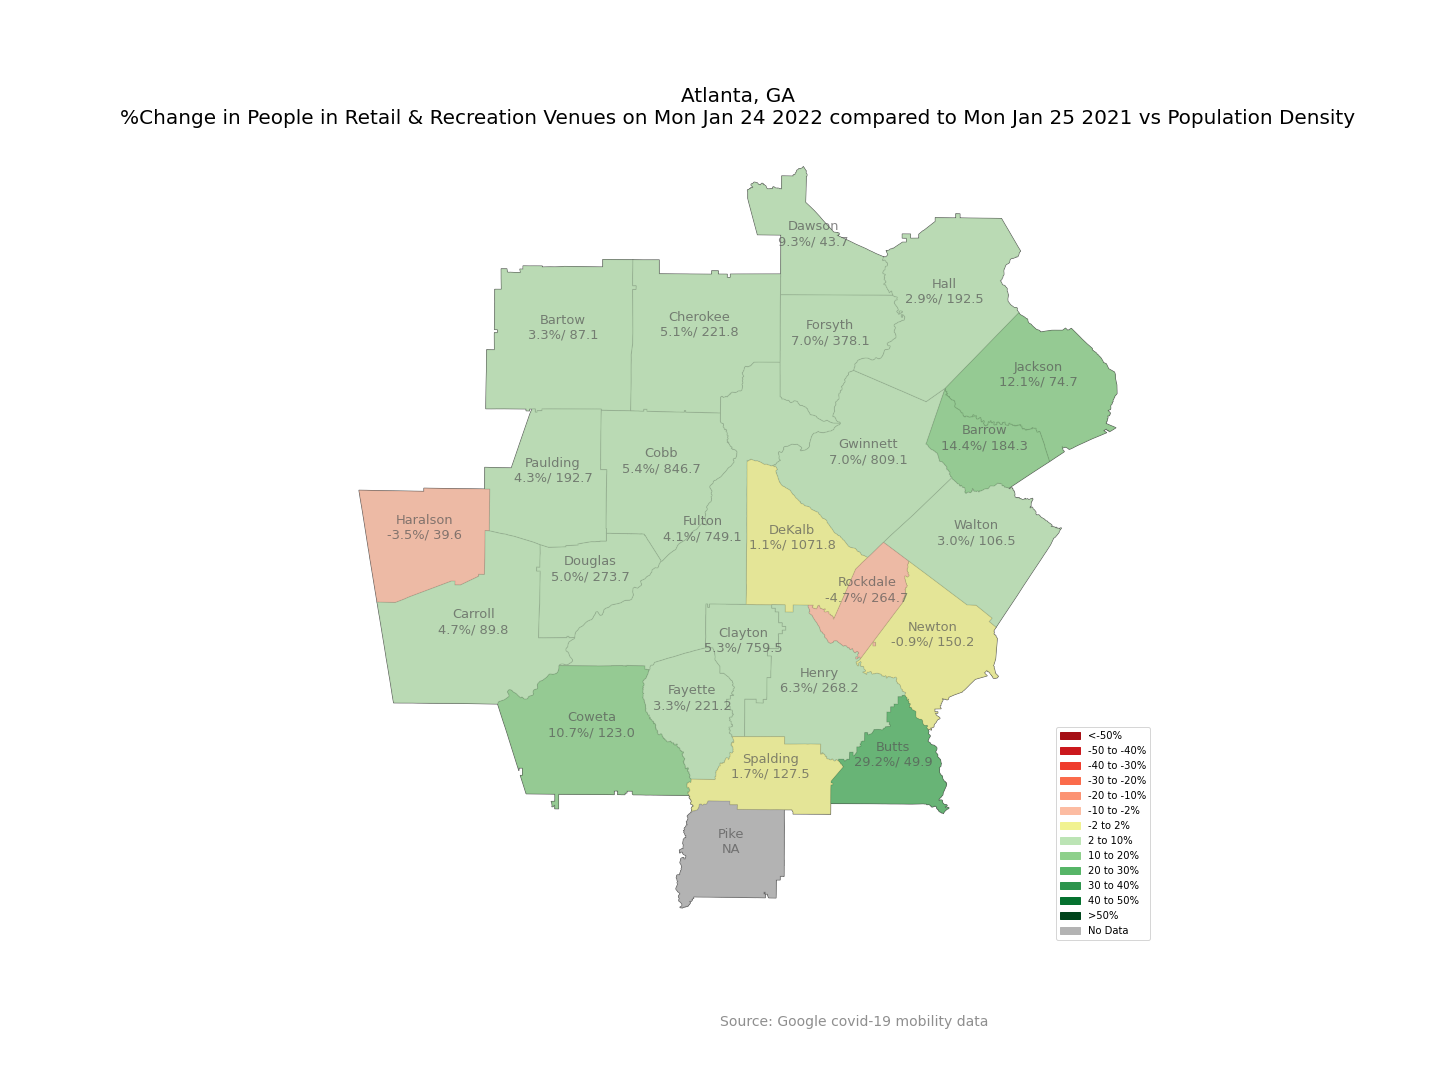 Atlanta, GA
%Change in People in Retail & Recreation Venues on Mon Jan 24 2022 compared to Mon Jan 25 2021 vs Population Density
Dawson
9.3%/ 43.7
Hall
2.9%/ 192.5
Bartow
3.3%/ 87.1
Cherokee
5.1%/ 221.8
Forsyth
7.0%/ 378.1
Jackson
12.1%/ 74.7
Barrow
14.4%/ 184.3
Gwinnett
7.0%/ 809.1
Cobb
5.4%/ 846.7
Paulding
4.3%/ 192.7
Haralson
-3.5%/ 39.6
Fulton
4.1%/ 749.1
DeKalb
1.1%/ 1071.8
Walton
3.0%/ 106.5
Douglas
5.0%/ 273.7
Rockdale
-4.7%/ 264.7
Carroll
4.7%/ 89.8
Clayton
5.3%/ 759.5
Newton
-0.9%/ 150.2
Henry
6.3%/ 268.2
Fayette
3.3%/ 221.2
Coweta
10.7%/ 123.0
Spalding
1.7%/ 127.5
Butts
29.2%/ 49.9
Pike
NA
<-50%
-50 to -40%
-40 to -30%
-30 to -20%
-20 to -10%
-10 to -2%
-2 to 2%
2 to 10%
10 to 20%
20 to 30%
30 to 40%
40 to 50%
>50%
No Data
Source: Google covid-19 mobility data